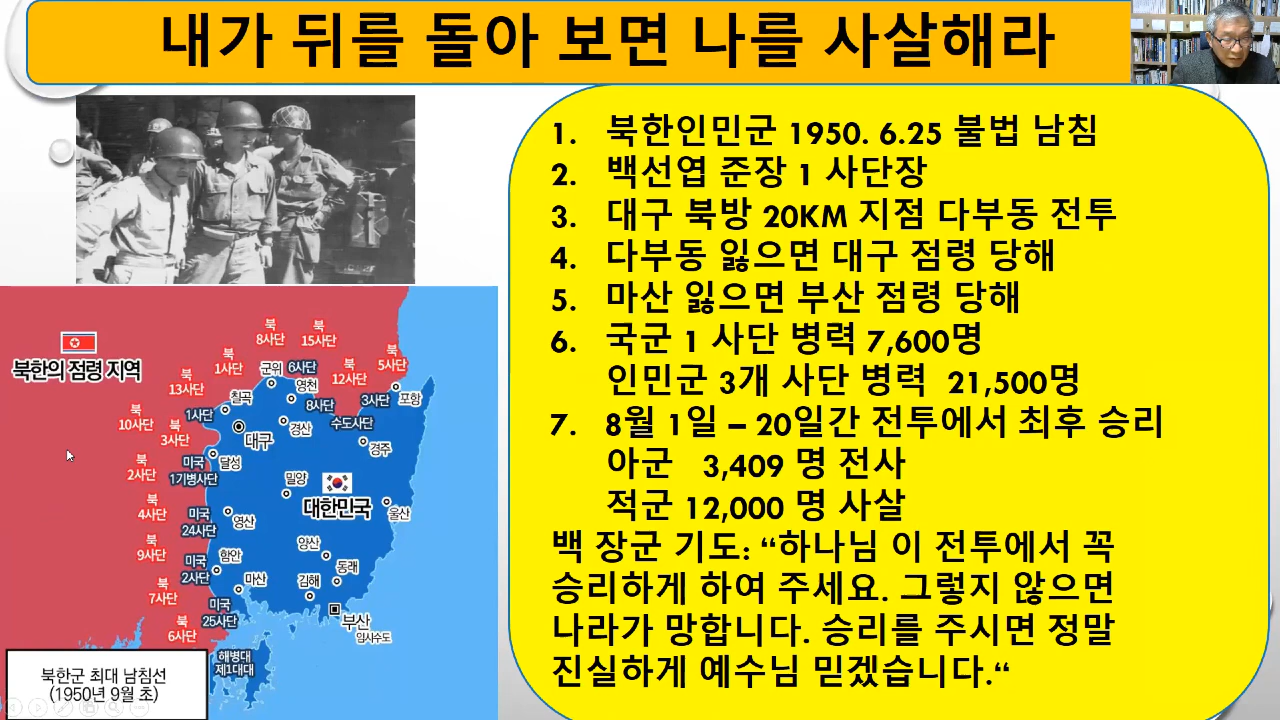 내가 뒤를 돌아 보면 나를 사살해라
1. 북한인민군 1950. 6.25 불법 남침
2. 백선엽 준장 1 사단장
3. 대구 북방 20KM 지점 다부동 전투
4. 다부동 잃으면 대구 점령 당해
5. 마산 잃으면 부산 점령 당해
6. 국군 1 사단 병력 7,600명
인민군 3개 사단 병력 21,500명
7. 8월 1일 – 20일간 전투에서 최후 승리
아군 3,409 명 전사
적군 12,000 명 사살
백 장군 기도: “하나님 이 전투에서 꼭
승리하게 하여 주세요. 그렇지 않으면
나라가 망합니다. 승리를 주시면 정말
진실하게 예수님 믿겠습니다.“
북한의 점령 지역
북
8사단
북
15사단
북
1사단
군위
6사단
북
12사단
북
5사단
북
13사단
영천
칠곡
8사단
3사단
포항
1사단
북
10사단
북
3사단
대구
경산
수도사단
경주
북
2사단
미국
1기병사단
달성
밀양
대한민국
울산
북
4사단
미국
24사단
영산
북
9사단
미국
2사단
함안
양산
동래
마산
김해
북
7사단
미국
25사단
부산
임시수도
북
6사단
해병대
제1대대
북한군 최대 남침선
(1950년 9월 초)